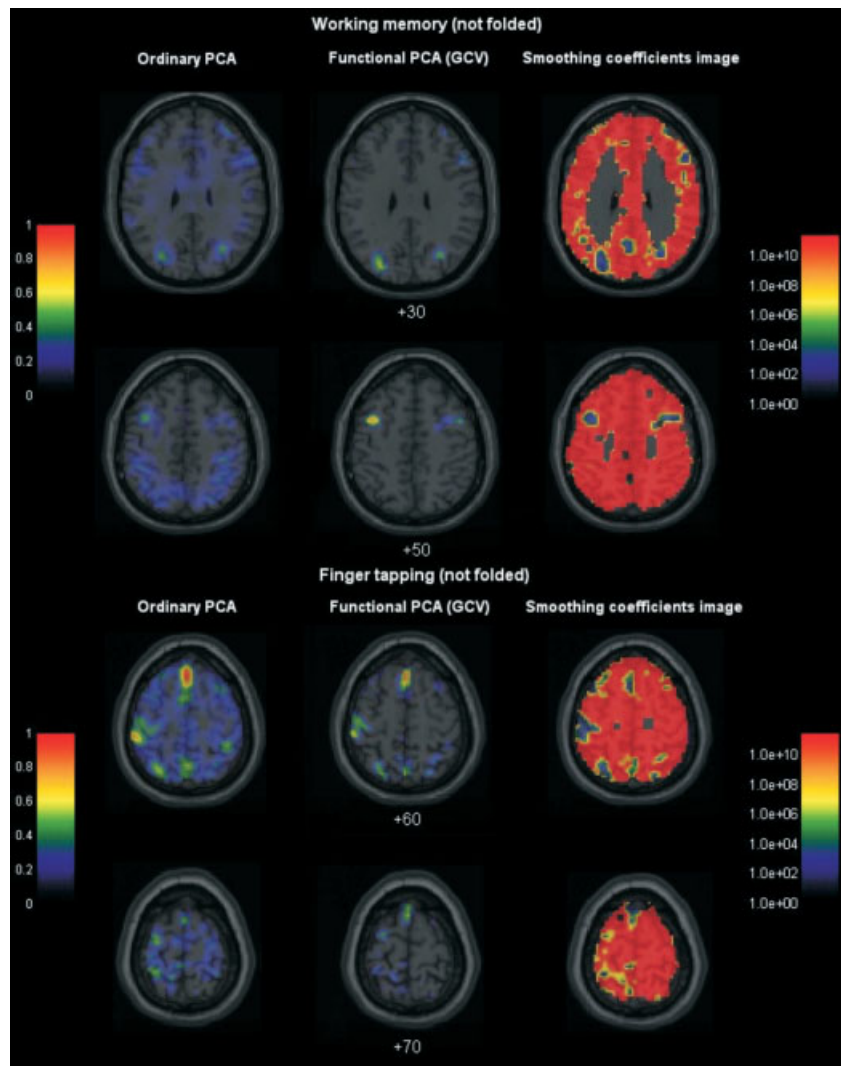 Working memory (not folded)
Ordinary PCA Functional PCA (GCV) Smoothing coefficients image
1
0.8
0.6
0.4
0.2
0
1.0e+10
1.0e+08
1.0e+06
1.0e+04
1.0e+02
1.0e+00
+30
+50
Finger tapping (not folded)
Ordinary PCA Functional PCA (GCV) Smoothing coefficients image
1
0.8
0.6
0.4
0.2
0
1.0e+10
1.0e+08
1.0e+06
1.0e+04
1.0e+02
1.0e+00
+60
+70